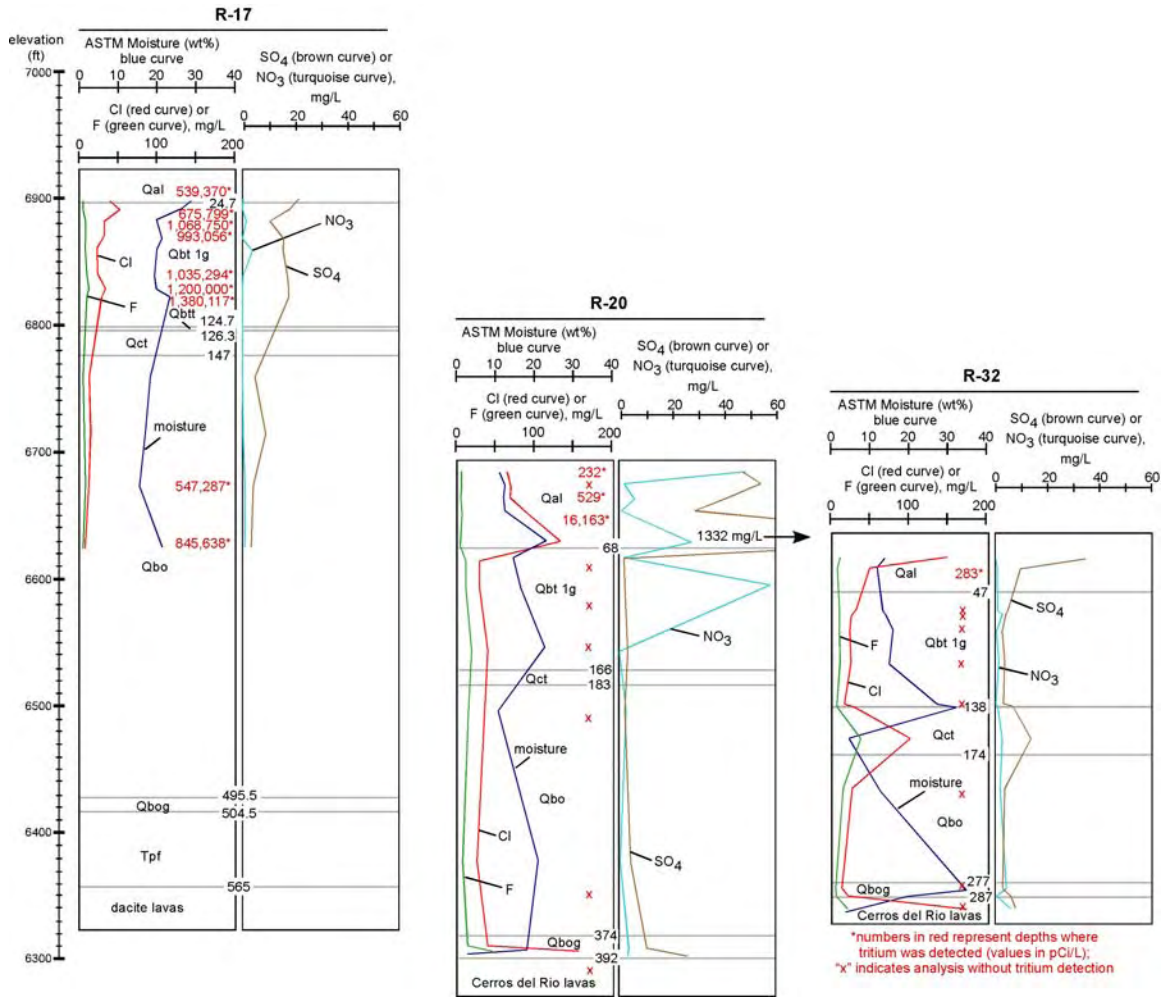 R-17
elevation
(ft)
ASTM Moisture (wt%)
blue curve
0 10 20 30 40
Cl (red curve) or
F (green curve), mg/L
0 100 200
SO4 (brown curve) or
NO3 (turquoise curve),
mg/L
0 20 40 60
7000
6900
6800
6700
6600
6500
6400
6300
Qal
539,370*
24.7
675,799*
1,068,750*
993,056*
Qbt 1g
1,035,294*
1,200,000*
1,380,117*
Cl
F
Qbtt
124.7
126.3
Qct
147
moisture
547,287*
845,638*
Qbo
495.5
Qbog
504.5
Tpf
565
dacite lavas
NO3
SO4
R-20
ASTM Moisture (wt%)
blue curve
0 10 20 30 40
Cl (red curve) or
F (green curve), mg/L
0 100 200
SO4 (brown curve) or
NO3 (turquoise curve),
mg/L
0 20 40 60
232*
x
Qal
529*
16,163*
68
x
Qbt 1g
x
x
166
Qct
183
x
moisture
Qbo
Cl
F
x
374
Qbog
392
x
Cerros del Rio lavas
1332 mg/L
NO3
SO4
R-32
ASTM Moisture (wt%)
blue curve
0 10 20 30 40
Cl (red curve) or
F (green curve), mg/L
0 100 200
SO4 (brown curve) or
NO3 (turquoise curve),
mg/L
0 20 40 60
Qal
283*
47
x
x
x
F
Qbt 1g
x
Cl
x
138
Qct
174
moisture
x
Qbo
277
x
Qbog
287
x
Cerros del Rio lavas
SO4
NO3
*numbers in red represent depths where
tritium was detected (values in pCi/L);
"x" indicates analysis without tritium detection